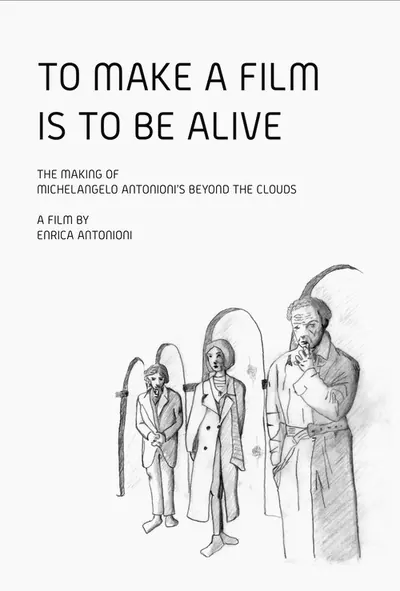 TO MAKE A FILM
IS TO BE ALIVE
THE MAKING OF
MICHELANGELO ANTONIONI'S BEYOND THE CLOUDS
A FILM BY
ENRICA ANTONIONI